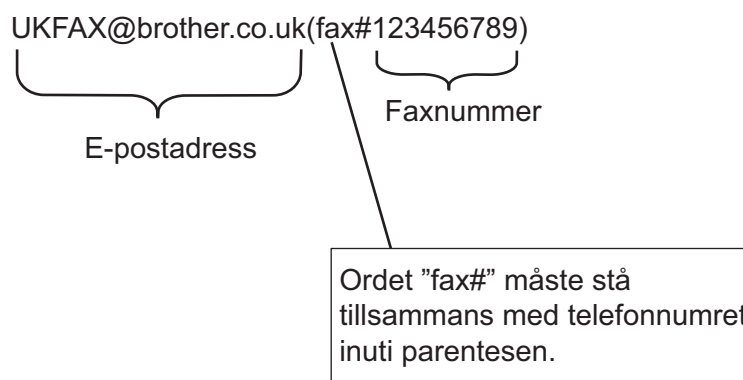 UKFAX@brother.co.uk(fax#123456789)
Faxnummer
E-postadress
Ordet ”fax#” måste stå
tillsammans med telefonnumret
inuti parentesen.